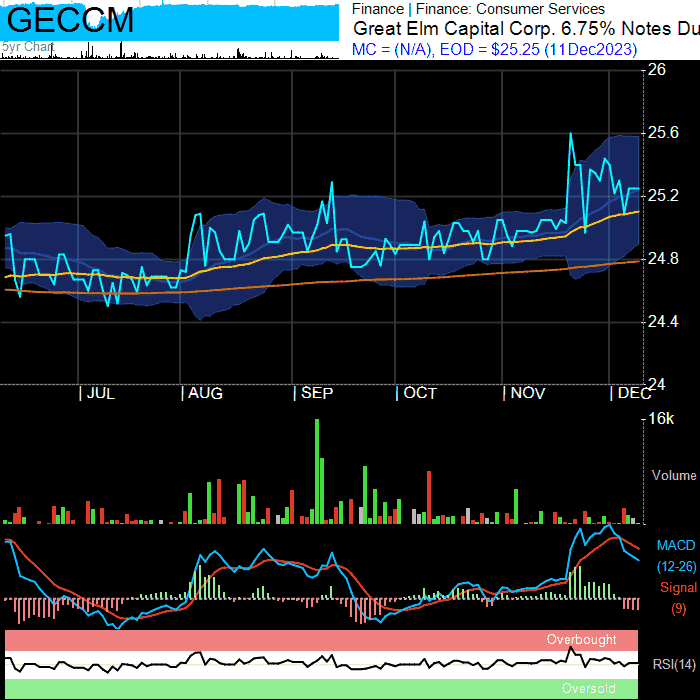 GECCM
5yr Chart
Finance | Finance: Consumer Services
Great Elm Capital Corp. 6.75% Notes Du
MC = (N/A), EOD = $25.25 (11Dec2023)
26
25.6
25.2
24.8
24.4
24
| JUL | AUG | SEP | OCT | NOV | DEC
16k
Volume
MACD
(12-26)
Signal
(9)
Overbought
RSI(14)
Oversold